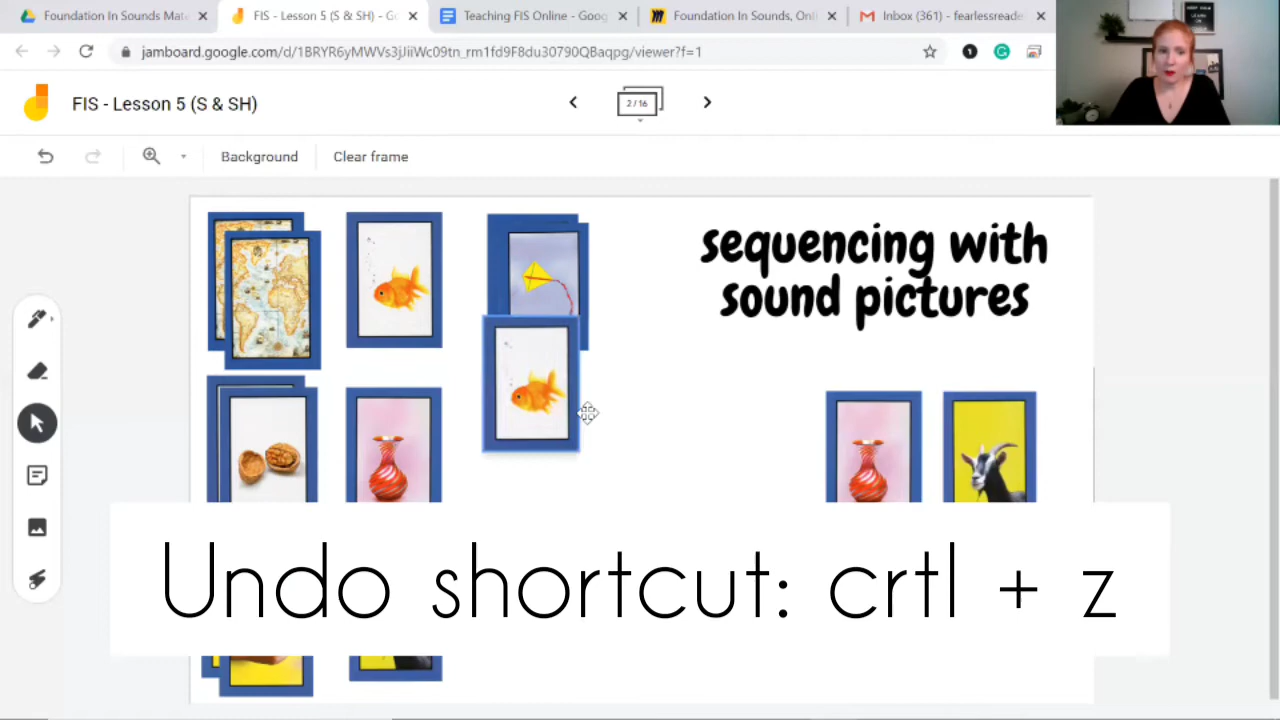 Foundation In Sounds Mate
FIS - Lesson 5 (S & SH) - Go
Teaching FIS Online - Goog
Foundation In Sounds, Onl
Inbox (361) - fearlessreade
jamboard.google.com/d/1BRYR6yMWVs3jJiiWc09tn_rm1fd9F8du30790QBaqpg/viewer?f=1
FIS - Lesson 5 (S & SH)
2 / 16
Background
Clear frame
sequencing with
sound pictures
Undo shortcut: crtl + z